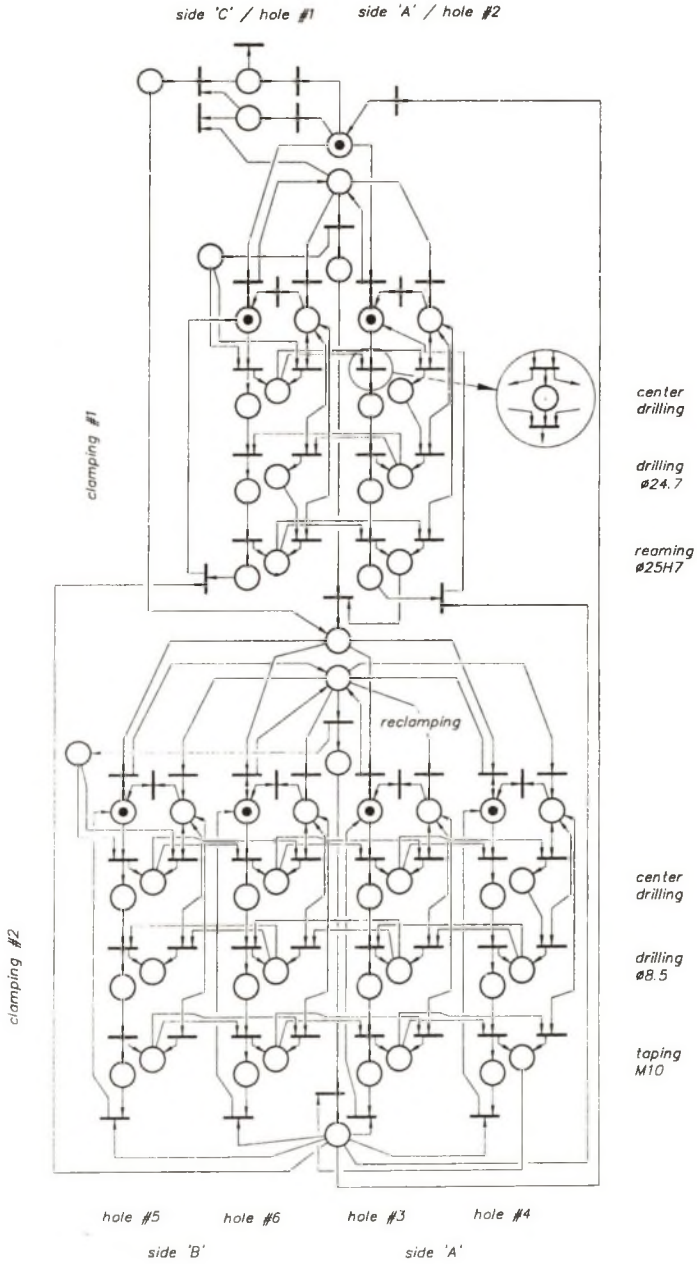 side 'C' / hole #1 side 'A' / hole #2
clamping #1
center
drilling
drilling
ø24.7
reaming
ø25H7
reclamping
clamping #2
center
drilling
drilling
ø8.5
taping
M10
hole #5 hole #6 hole #3 hole #4
side 'B' side 'A'